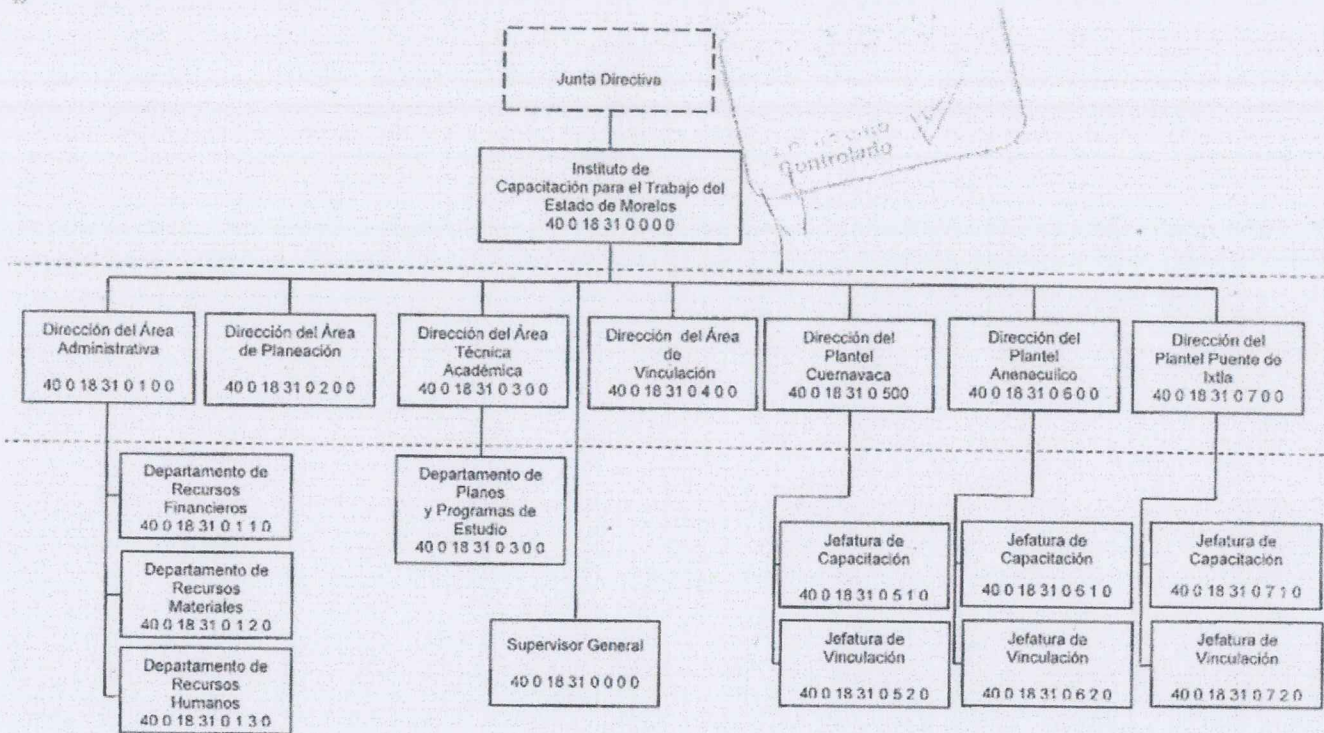 Junta Directiva
Instituto de
Capacitación para el Trabajo del
Estado de Morelos
40 0 18 31 0 0 0 0
Controlado
Dirección del Área
Administrativa
40 0 18 31 0 1 0 0
Dirección del Área
de Planeación
40 0 18 31 0 2 0 0
Dirección del Área
Técnica
Académica
40 0 18 31 0 3 0 0
Dirección del Área
de
Vinculación
40 0 18 31 0 4 0 0
Dirección del
Plantel
Cuernavaca
40 0 18 31 0 500
Dirección del
Plantel
Anenecuilco
40 0 18 31 0 6 0 0
Dirección del
Plantel Puente de
Ixtla
40 0 18 31 0 7 0 0
Departamento de
Recursos
Financieros
40 0 18 31 0 1 1 0
Departamento de
Recursos
Materiales
40 0 18 31 0 1 2 0
Departamento de
Recursos
Humanos
40 0 18 31 0 1 3 0
Departamento de
Planes
y Programas de
Estudio
40 0 18 31 0 3 0 0
Supervisor General
40 0 18 31 0 0 0 0
Jefatura de
Capacitación
40 0 18 31 0 5 1 0
Jefatura de
Vinculación
40 0 18 31 0 5 2 0
Jefatura de
Capacitación
40 0 18 31 0 6 1 0
Jefatura de
Vinculación
40 0 18 31 0 6 2 0
Jefatura de
Capacitación
40 0 18 31 0 7 1 0
Jefatura de
Vinculación
40 0 18 31 0 7 2 0